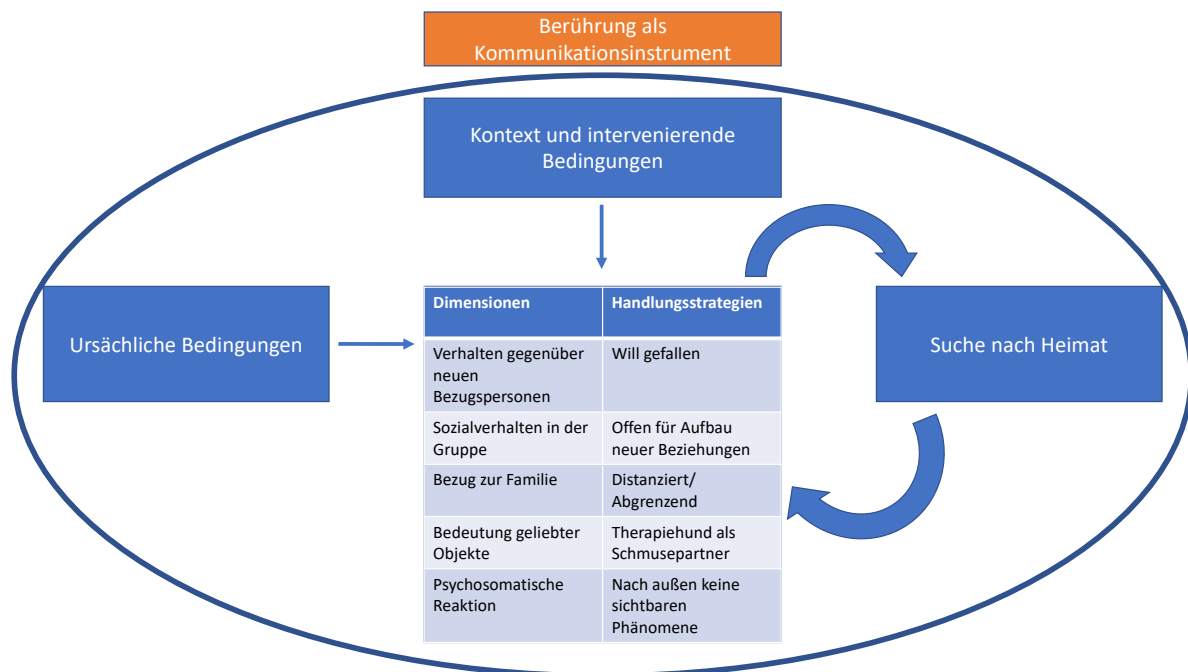 Berührung als
Kommunikationsinstrument
Kontext und intervenierende
Bedingungen
Ursächliche Bedingungen
Dimensionen
Handlungsstrategien
Verhalten gegenüber
neuen
Bezugspersonen
Will gefallen
Sozialverhalten in der
Gruppe
Offen für Aufbau
neuer Beziehungen
Bezug zur Familie
Distanziert/
Abgrenzend
Bedeutung geliebter
Objekte
Therapiehund als
Schmusepartner
Psychosomatische
Reaktion
Nach außen keine
sichtbaren
Phänomene
Suche nach Heimat